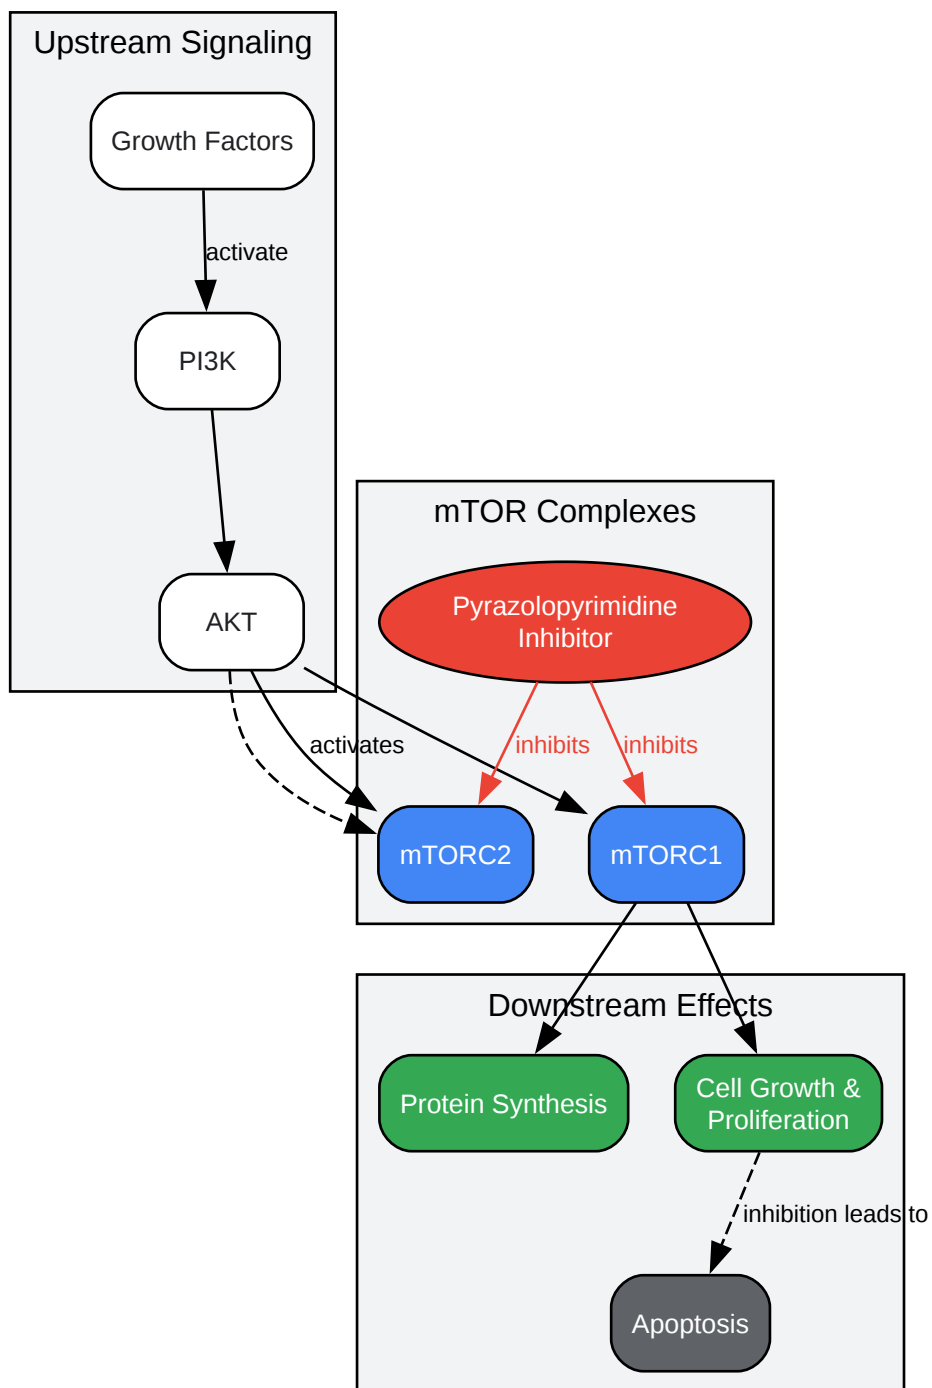 Upstream Signaling
Growth Factors
activate
PI3K
mTOR Complexes
Pyrazolopyrimidine
Inhibitor
AKT
activates
inhibits
inhibits
mTORC2
mTORC1
Downstream Effects
Protein Synthesis
Cell Growth &
Proliferation
inhibition leads to
Apoptosis